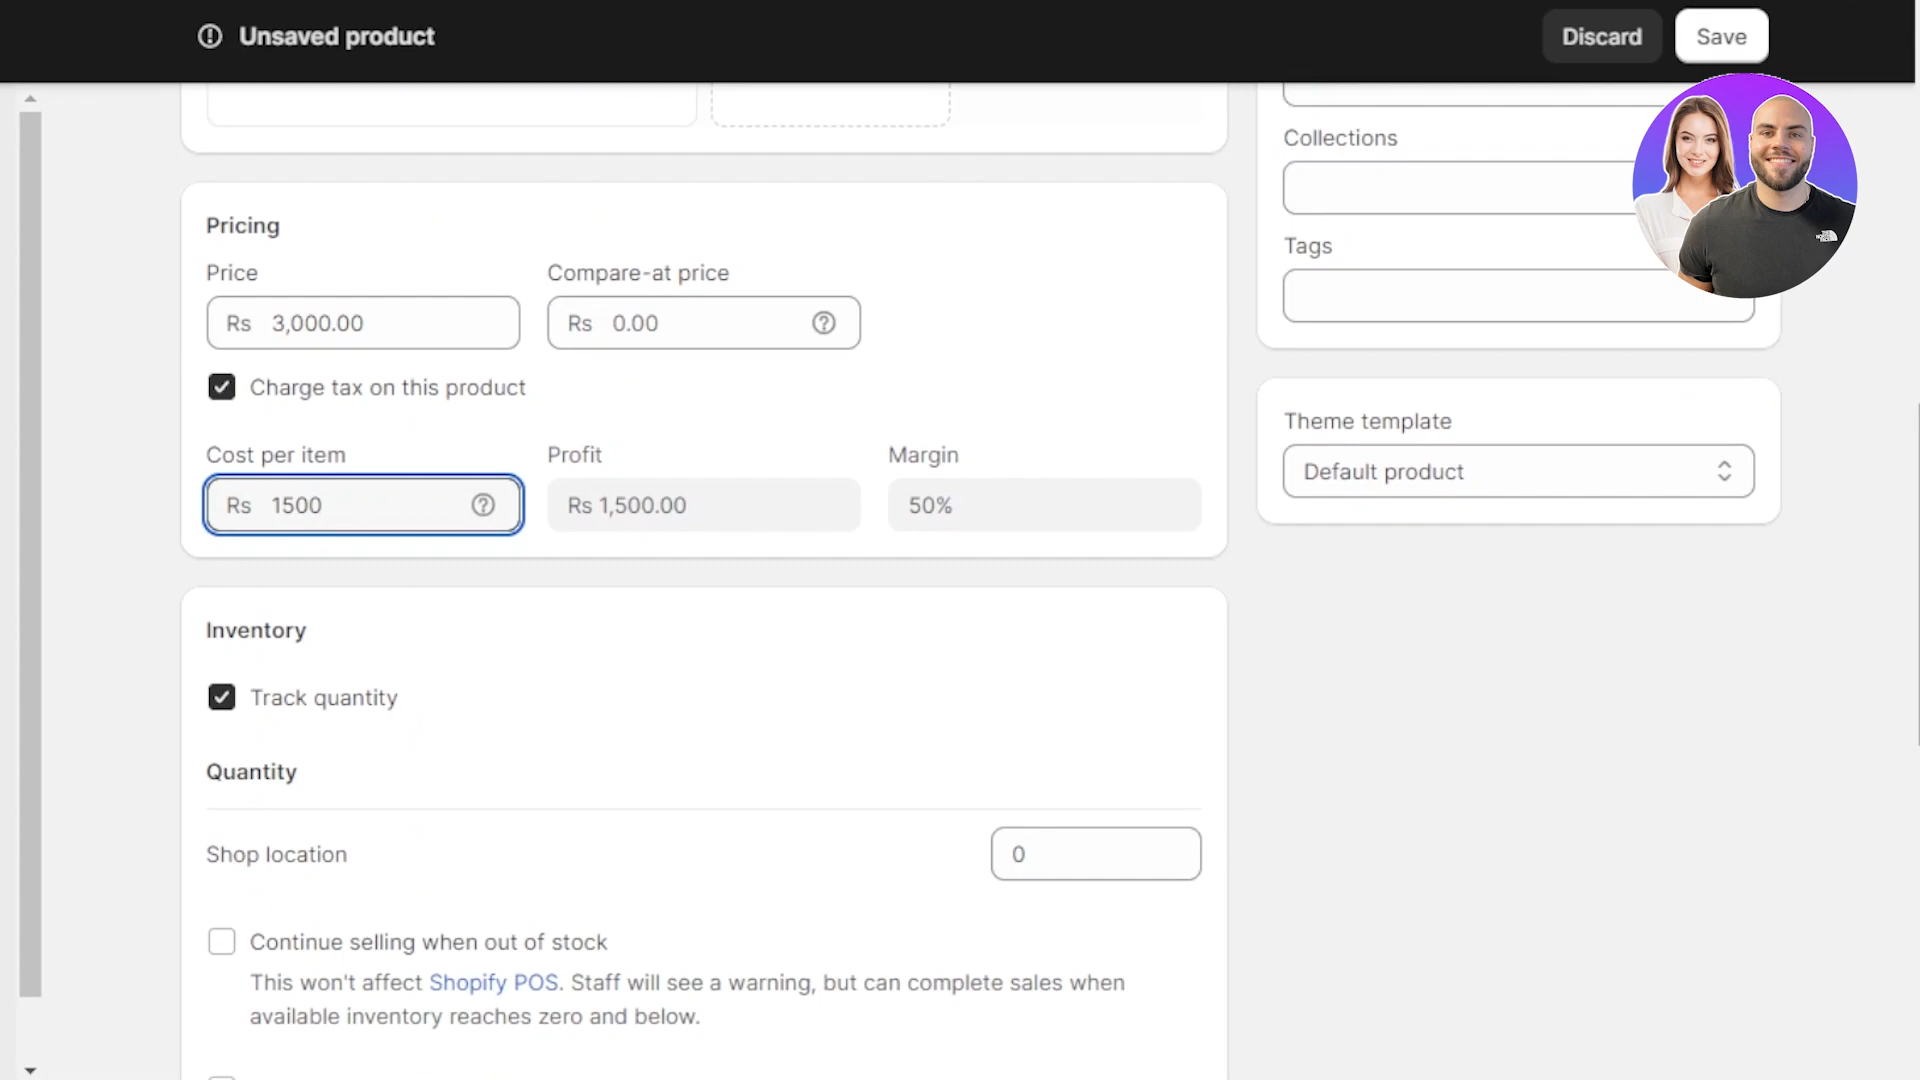 Unsaved product
Discard
Save
Pricing
Price
Compare-at price
Rs 3,000.00
Rs 0.00
Charge tax on this product
Cost per item
Profit
Margin
Rs 1500
Rs 1,500.00
50%
Inventory
Track quantity
Quantity
Shop location
0
Continue selling when out of stock
This won't affect Shopify POS. Staff will see a warning, but can complete sales when
available inventory reaches zero and below.
Collections
Tags
THE
NORTH
FACE
Theme template
Default product